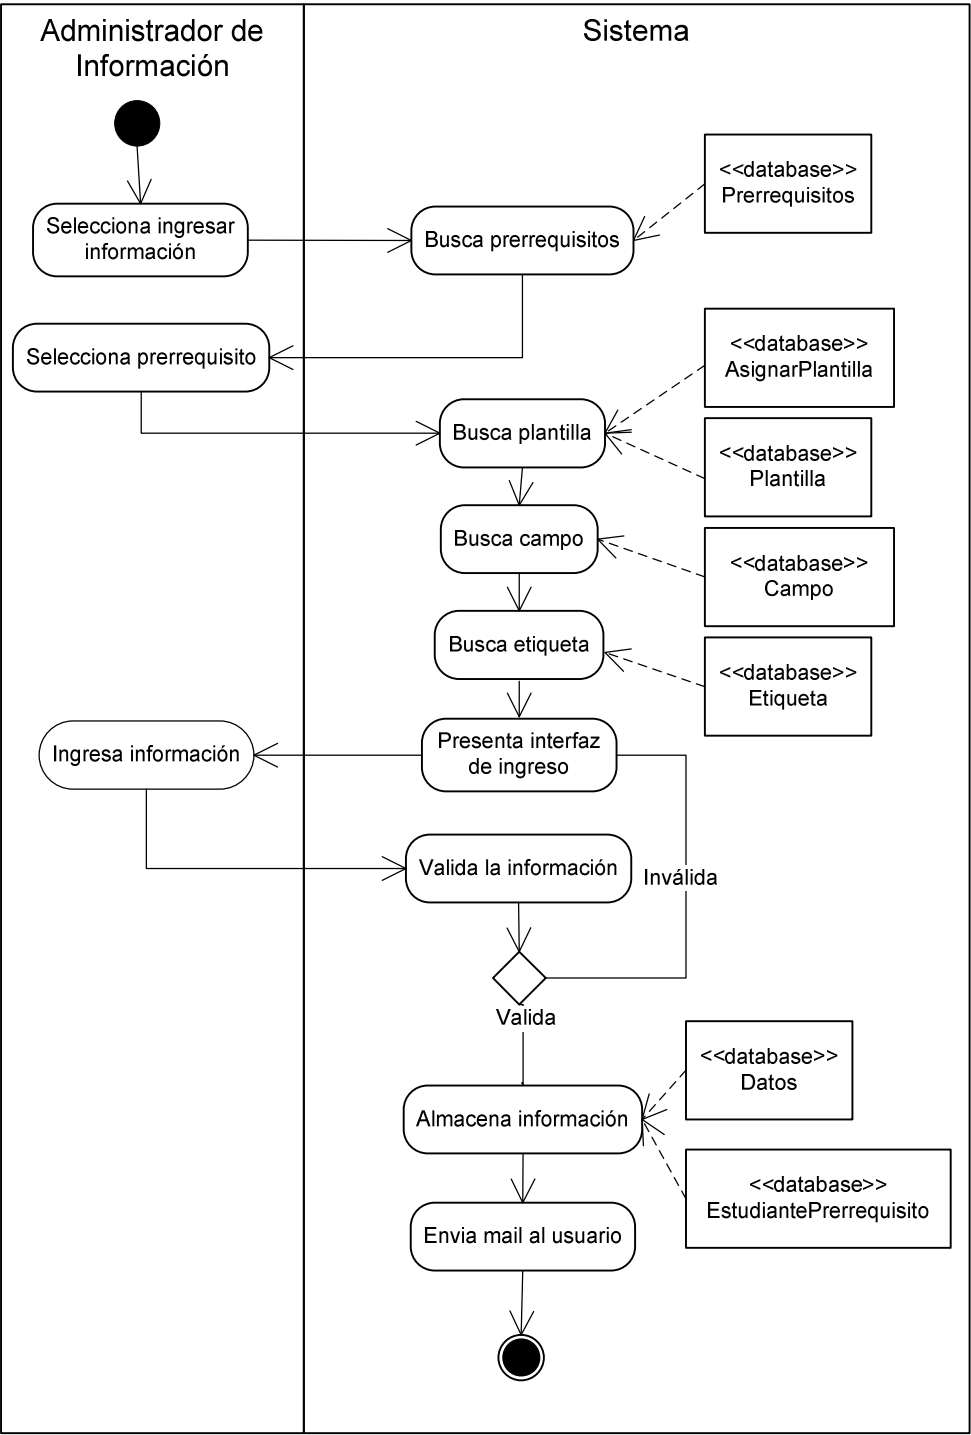 Administrador de
Información
Sistema
<<database>>
Prerrequisitos
Selecciona ingresar
información
Busca prerrequisitos
Selecciona prerrequisito
<<database>>
AsignarPlantilla
Busca plantilla
<<database>>
Plantilla
Busca campo
<<database>>
Campo
Busca etiqueta
<<database>>
Etiqueta
Ingresa información
Presenta interfaz
de ingreso
Valida la información
Inválida
Valida
<<database>>
Datos
Almacena información
<<database>>
EstudiantePrerrequisito
Envia mail al usuario